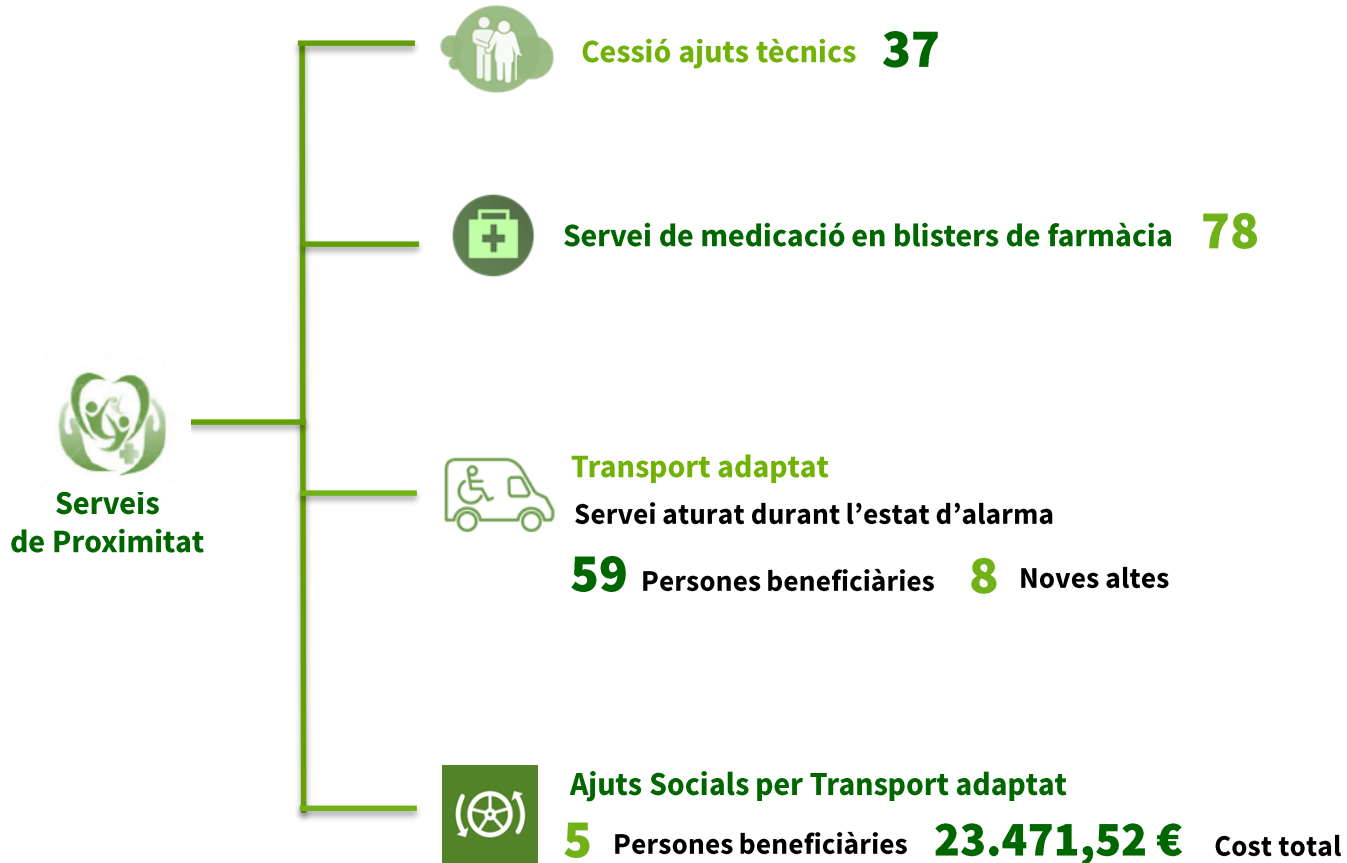 Cessió ajuts tècnics 37
Servei de medicació en blisters de farmàcia 78
Serveis
de Proximitat
Transport adaptat
Servei aturat durant l’estat d’alarma
59 Persones beneficiàries 8 Noves altes
Ajuts Socials per Transport adaptat
5 Persones beneficiàries 23.471,52 € Cost total